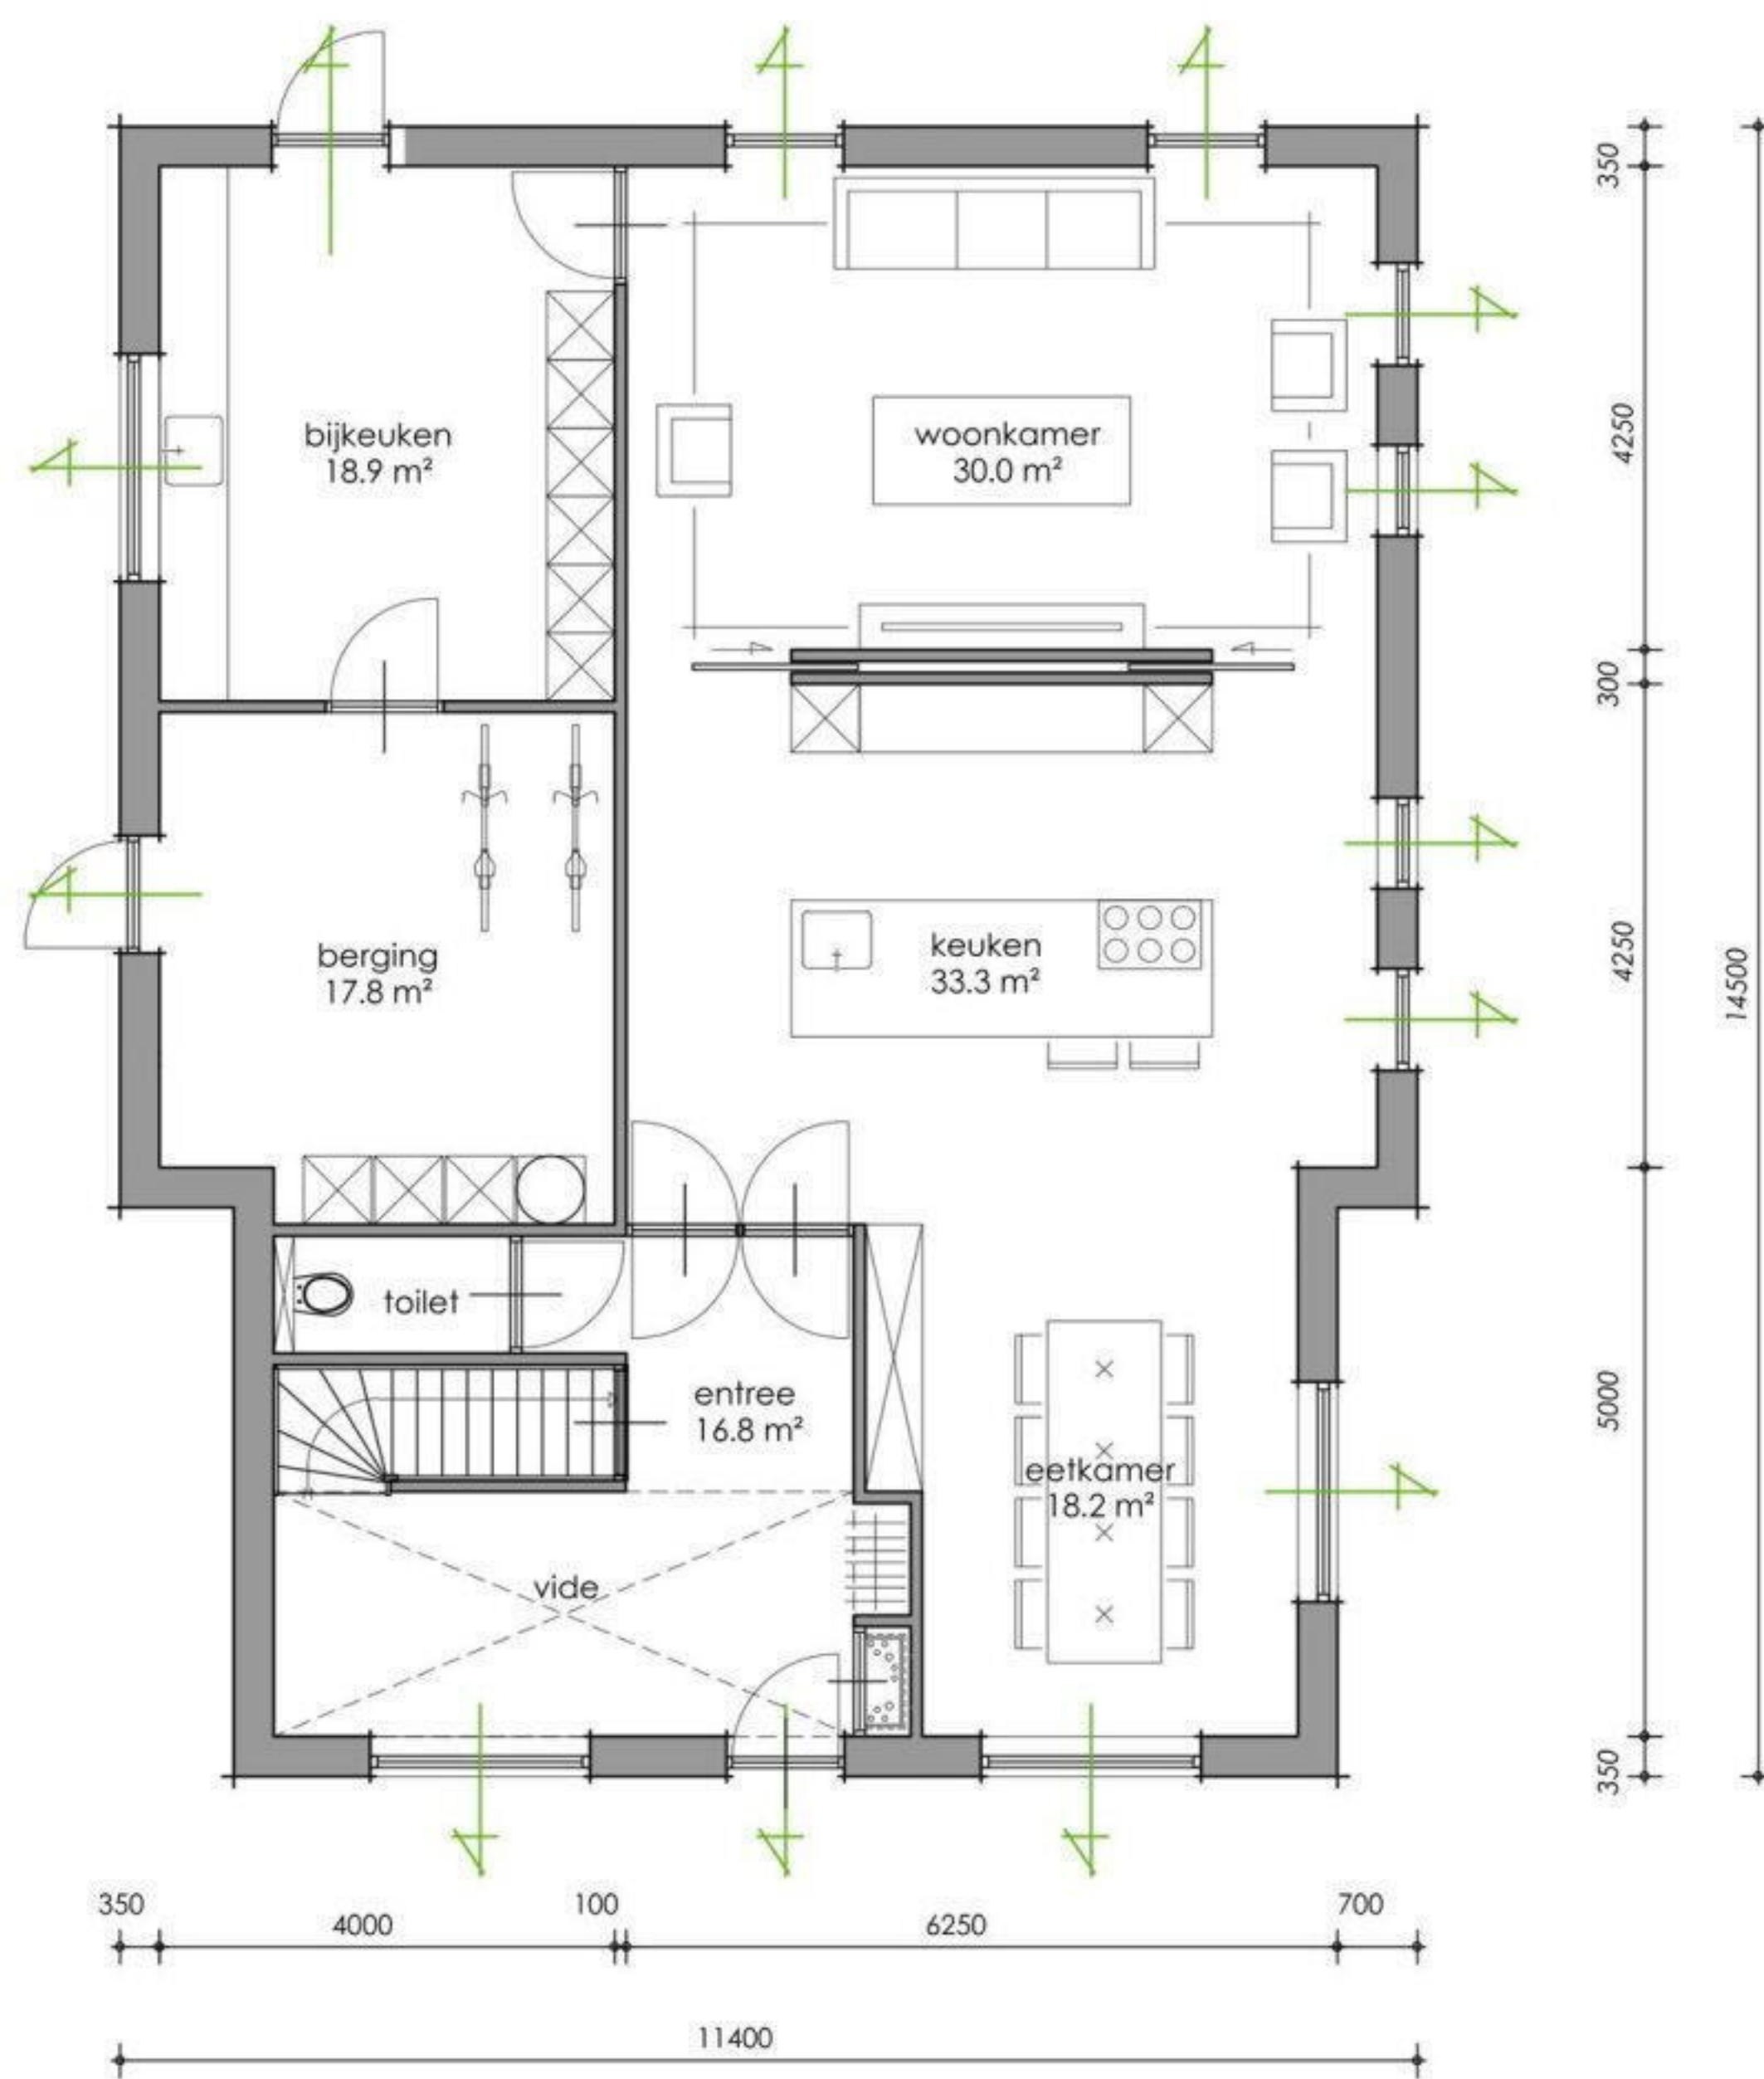 bijkeuken
18.9 m²
woonkamer
30.0 m²
berging
17.8 m²
keuken
33.3 m²
toilet
entree
16.8 m²
eetkamer
18.2 m²
vide
350
4250
300
4250
5000
350
14500
350
4000
100
6250
700
11400